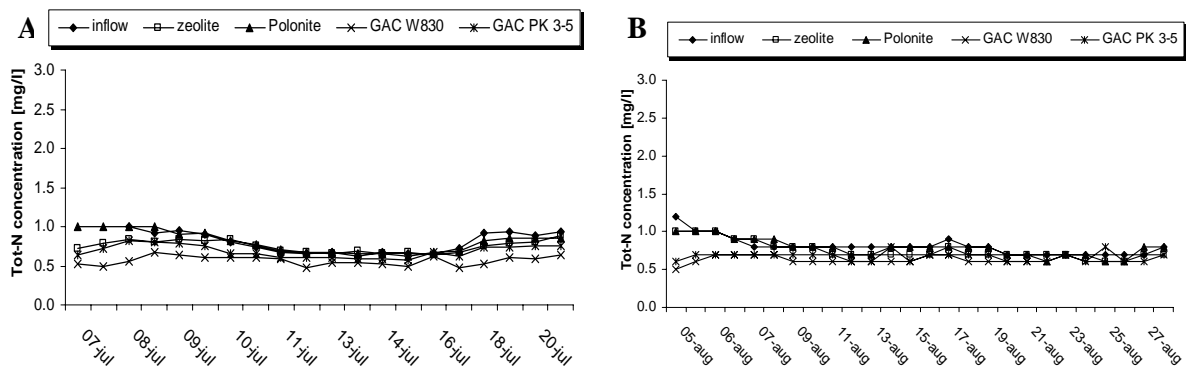 A
inflow zeolite Polonite GAC W830 GAC PK 3-5
Tot-N concentration [mg/l]
3.0
2.5
2.0
1.5
1.0
0.5
0.0
07-jul 08-jul 09-jul 10-jul 11-jul 13-jul 14-jul 16-jul 18-jul 20-jul
B
inflow zeolite Polonite GAC W830 GAC PK 3-5
Tot-N concentration [mg/l]
3.0
2.5
2.0
1.5
1.0
0.5
0.0
05-aug 06-aug 07-aug 09-aug 11-aug 13-aug 15-aug 17-aug 19-aug 21-aug 23-aug 25-aug 27-aug